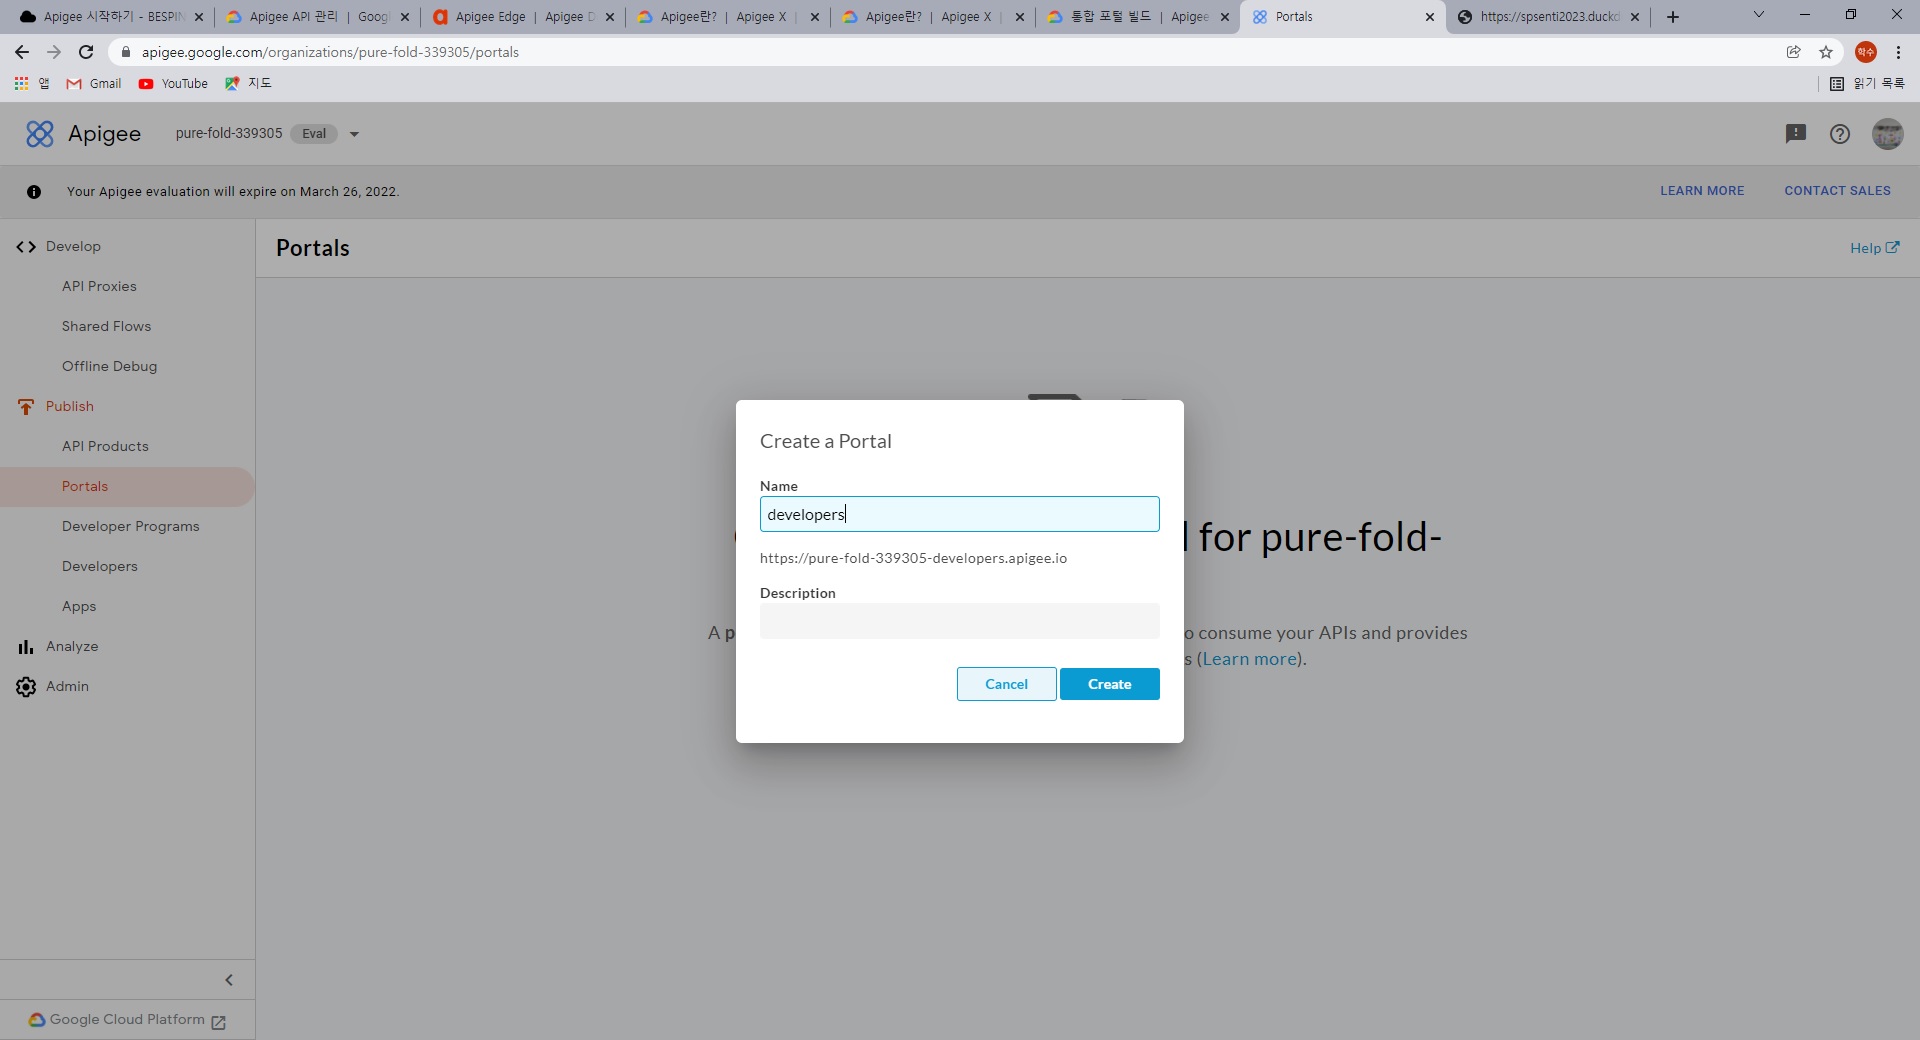 Apigee 시작하기 - BESPIN
Apigee API 관리 | Googl
Apigee Edge | Apigee D
Apigee란? | Apigee X |
Apigee란? | Apigee X |
통합 포털 빌드 | Apigee
Portals
https://spsenti2023.duckd
apigee.google.com/organizations/pure-fold-339305/portals
학수
앱
Gmail
YouTube
지도
읽기 목록
Apigee
pure-fold-339305
Eval
Your Apigee evaluation will expire on March 26, 2022.
LEARN MORE
CONTACT SALES
Develop
API Proxies
Shared Flows
Offline Debug
Publish
API Products
Portals
Developer Programs
Developers
Apps
Analyze
Admin
Google Cloud Platform
Portals
Help
for pure-fold-
A p
o consume your APIs and provides
s (Learn more).
Create a Portal
Name
developers
https://pure-fold-339305-developers.apigee.io
Description
Cancel
Create